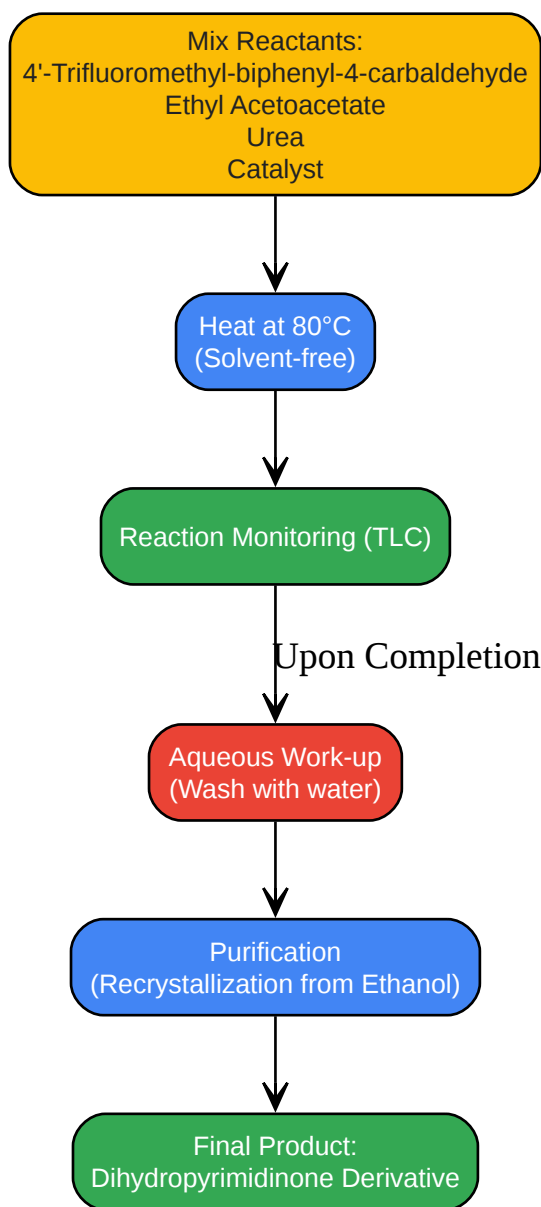 Mix Reactants:
4'-Trifluoromethyl-biphenyl-4-carbaldehyde
Ethyl Acetoacetate
Urea
Catalyst
Heat at 80°C
(Solvent-free)
Reaction Monitoring (TLC)
Upon Completion
Aqueous Work-up
(Wash with water)
Purification
(Recrystallization from Ethanol)
Final Product:
Dihydropyrimidinone Derivative